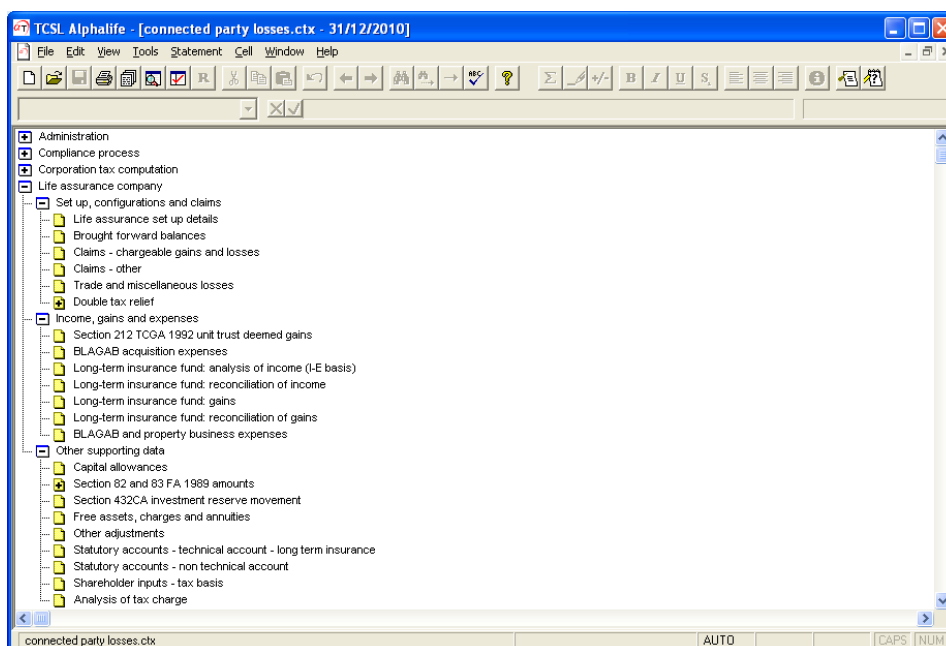 TCSL Alphalife - [connected party losses.ctx - 31/12/2010]
File Edit View Tools Statement Cell Window Help
R ABC ? Σ +/- B I U S
Administration
Compliance process
Corporation tax computation
Life assurance company
Set up, configurations and claims
Life assurance set up details
Brought forward balances
Claims - chargeable gains and losses
Claims - other
Trade and miscellaneous losses
Double tax relief
Income, gains and expenses
Section 212 TCGA 1992 unit trust deemed gains
BLAGAB acquisition expenses
Long-term insurance fund: analysis of income (I-E basis)
Long-term insurance fund: reconciliation of income
Long-term insurance fund: gains
Long-term insurance fund: reconciliation of gains
BLAGAB and property business expenses
Other supporting data
Capital allowances
Section 82 and 83 FA 1989 amounts
Section 432CA investment reserve movement
Free assets, charges and annuities
Other adjustments
Statutory accounts - technical account - long term insurance
Statutory accounts - non technical account
Shareholder inputs - tax basis
Analysis of tax charge
connected party losses.ctx AUTO CAPS NUM